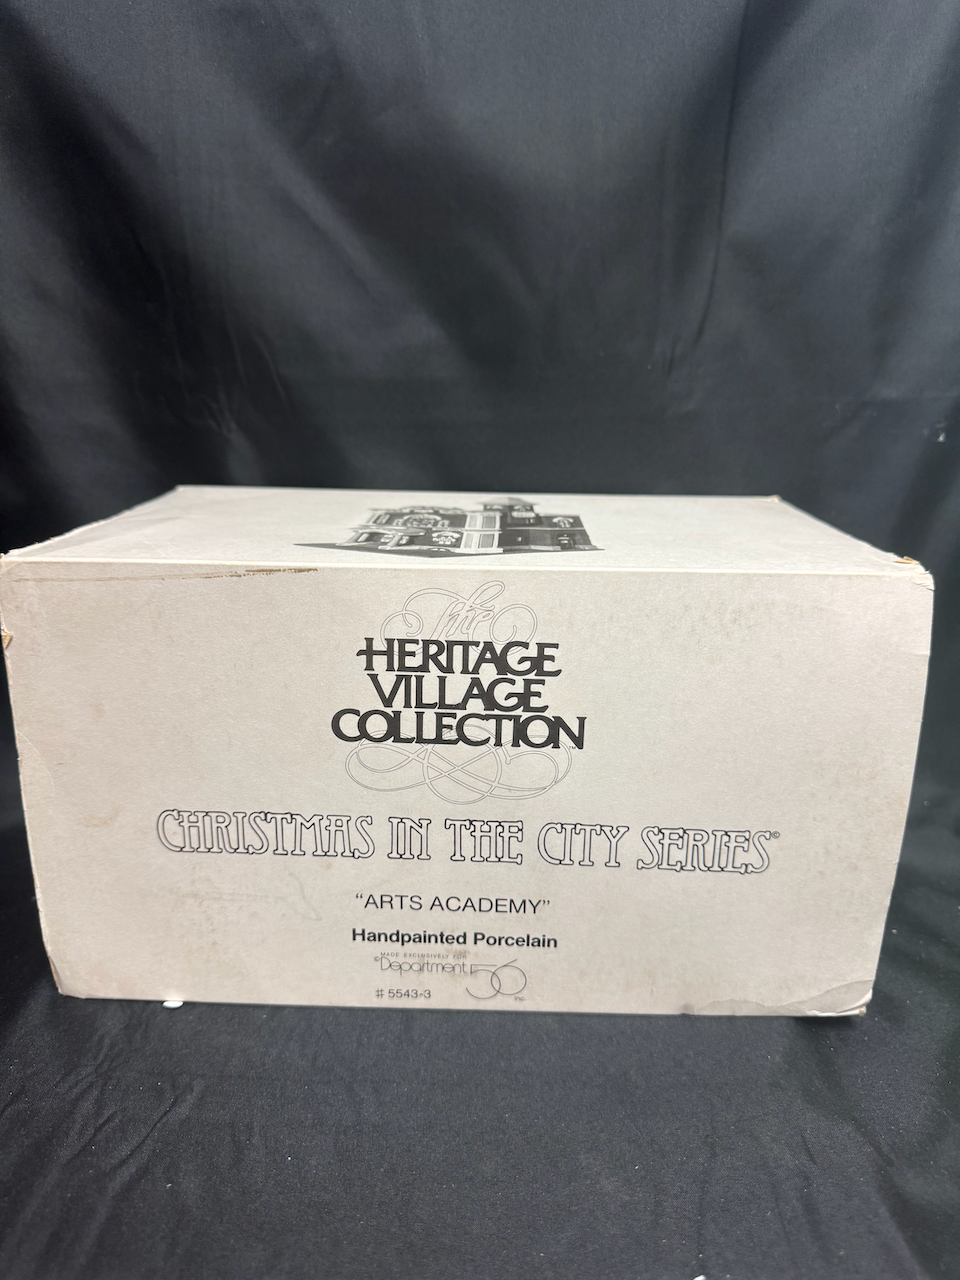 The
HERITAGE
VILLAGE
COLLECTION™
CHRISTMAS IN THE CITY SERIES©
“ARTS ACADEMY”
Handpainted Porcelain
MADE EXCLUSIVELY FOR
©Department 56 INC.
# 5543-3